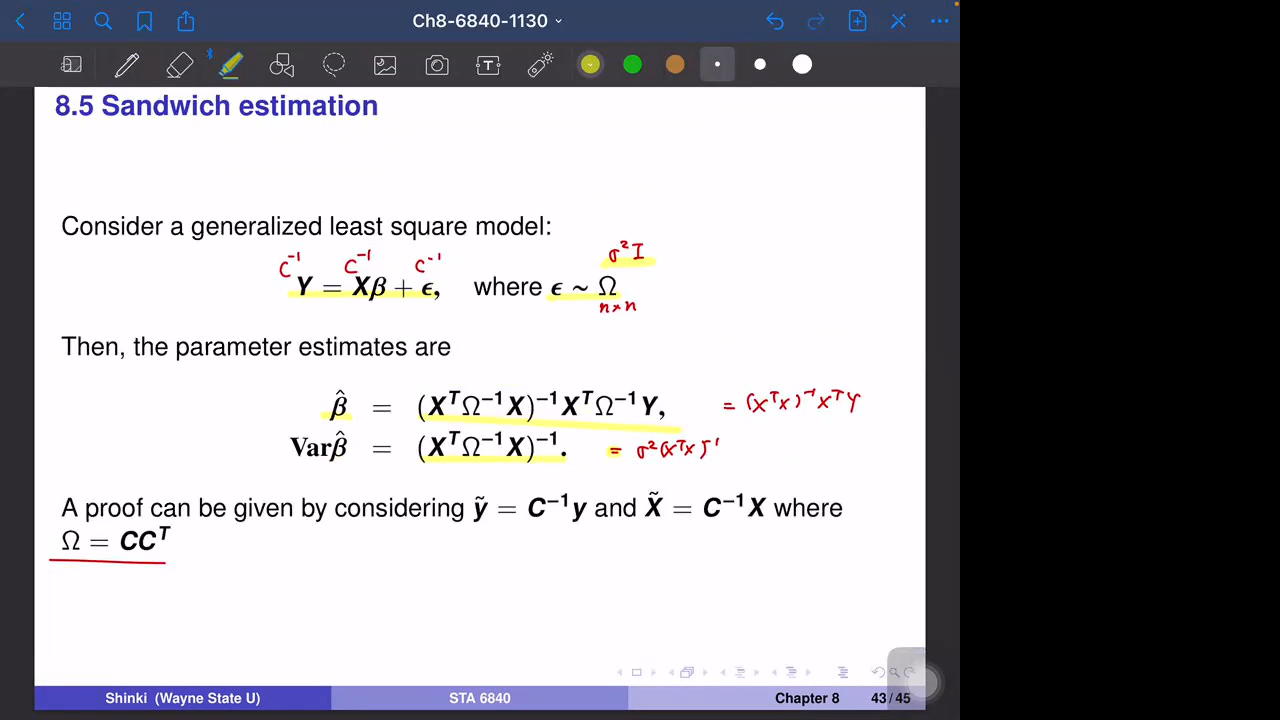 Ch8-6840-1130
8.5 Sandwich estimation
Consider a generalized least square model:
C⁻¹ C⁻¹ C⁻¹ σ²I
Y = Xβ + ϵ, where ϵ ~ Ω
n×n
Then, the parameter estimates are
β̂ = (XᵀΩ⁻¹X)⁻¹XᵀΩ⁻¹Y, = (XᵀX)⁻¹XᵀY
Varβ̂ = (XᵀΩ⁻¹X)⁻¹. = σ²(XᵀX)⁻¹
A proof can be given by considering ỹ = C⁻¹y and X̃ = C⁻¹X where
Ω = CCᵀ
Shinki (Wayne State U) STA 6840 Chapter 8 43/45